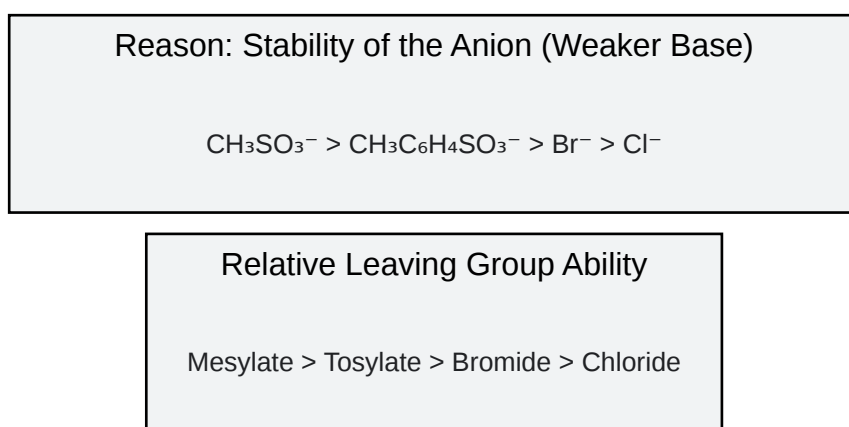 Reason: Stability of the Anion (Weaker Base)
CH₃SO₃⁻ > CH₃C₆H₄SO₃⁻ > Br⁻ > Cl⁻
Relative Leaving Group Ability
Mesylate > Tosylate > Bromide > Chloride